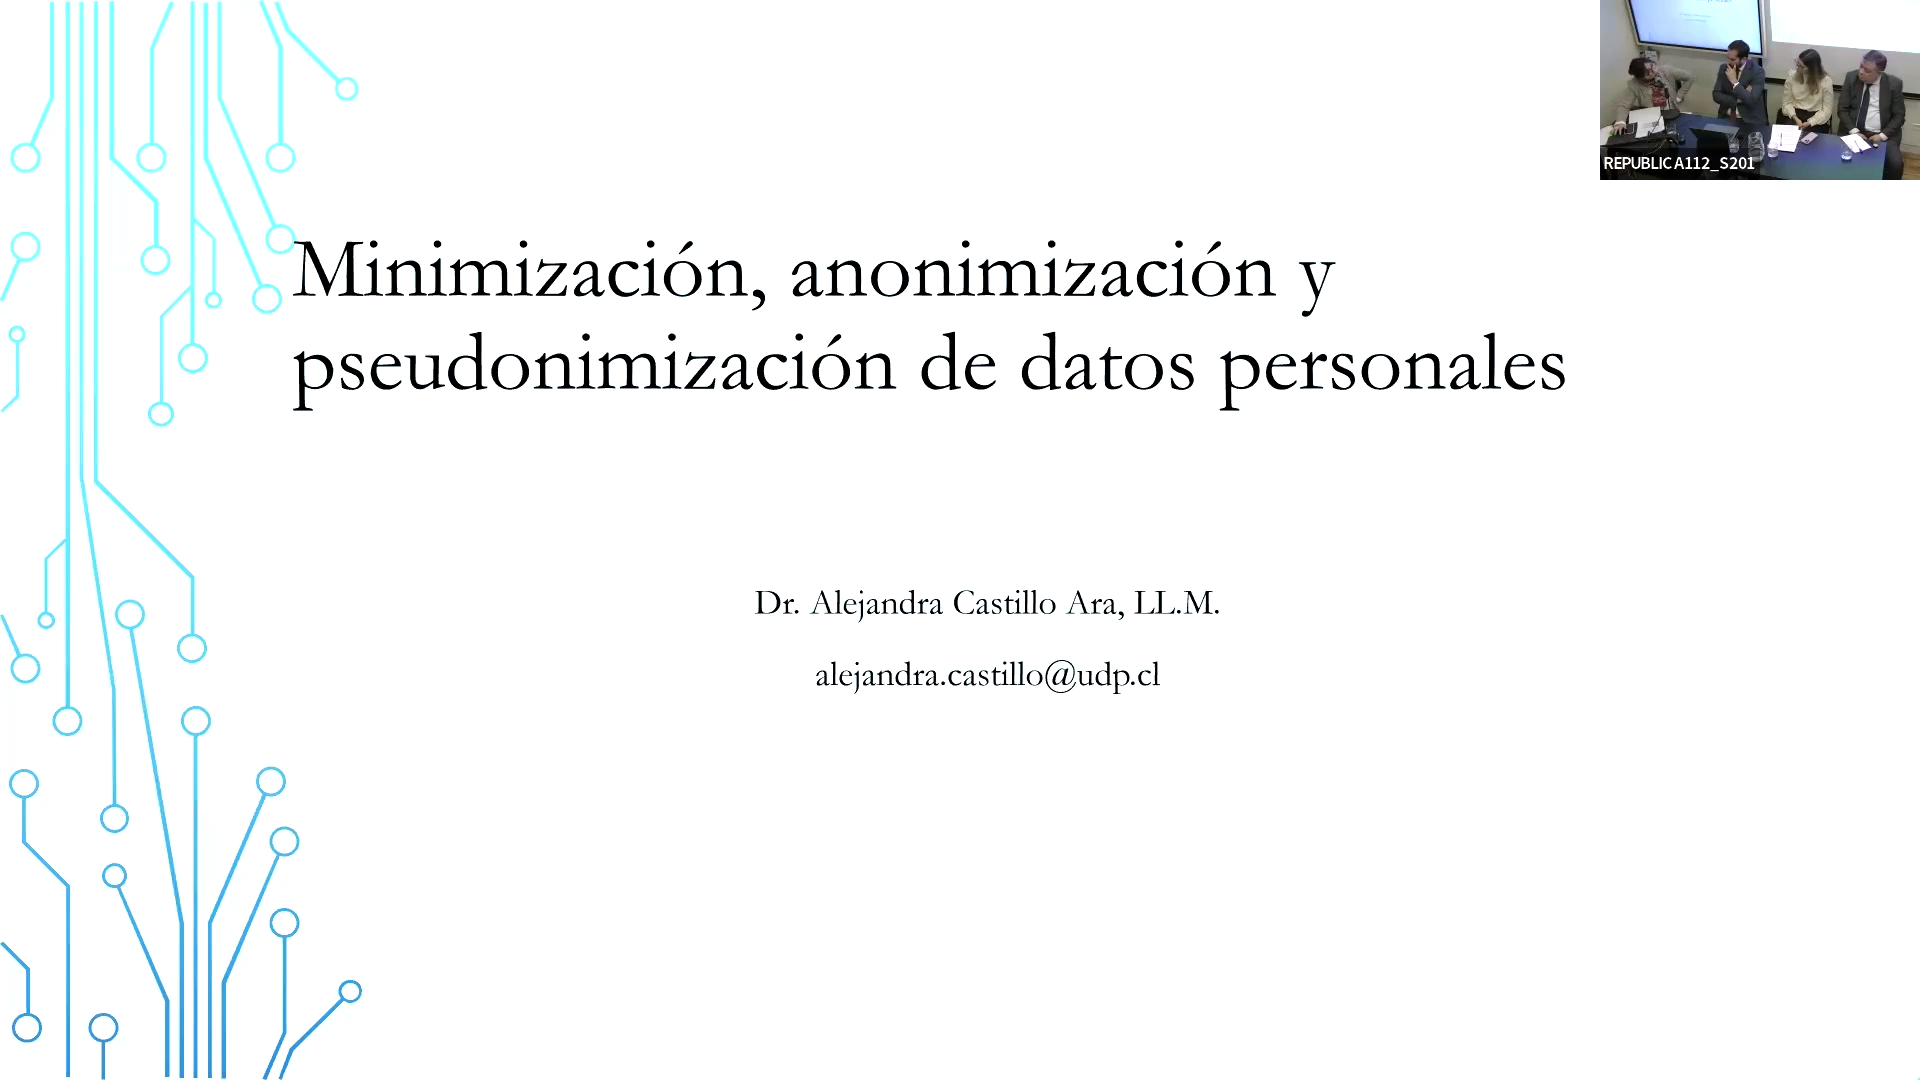 REPUBLICA112_S201
Minimización, anonimización y
pseudonimización de datos personales
Dr. Alejandra Castillo Ara, LL.M.
alejandra.castillo@udp.cl